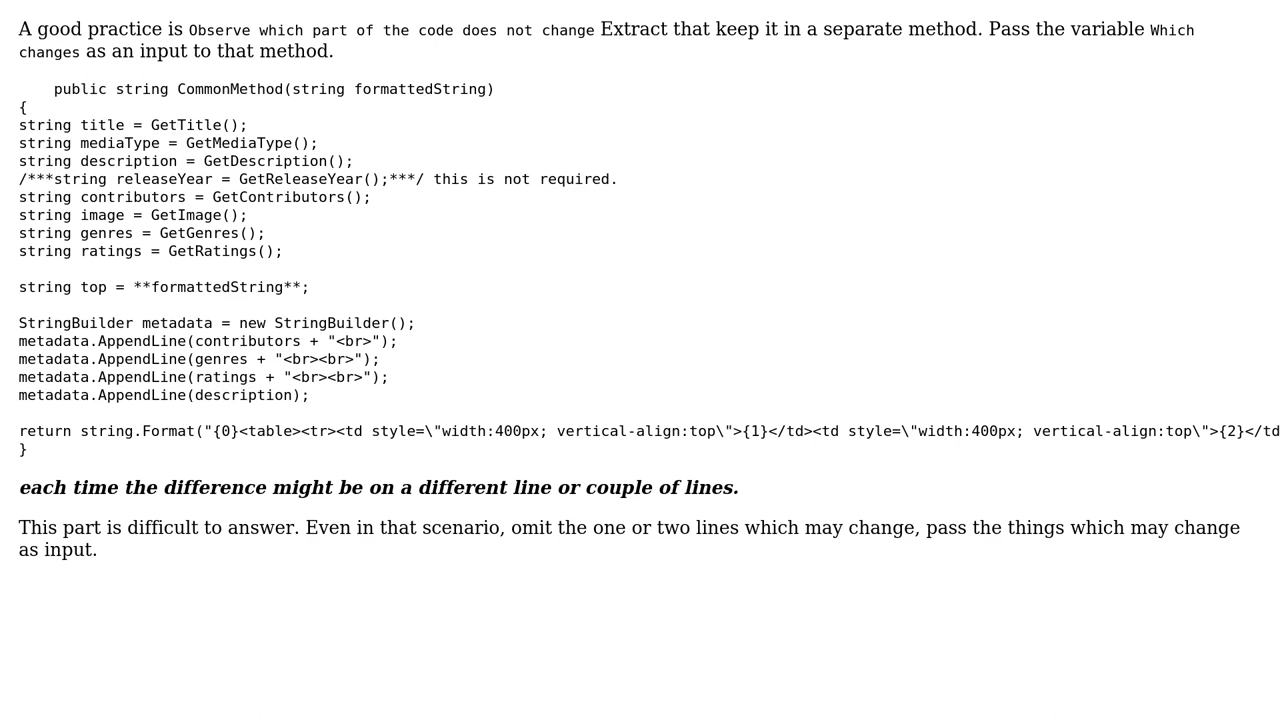 A good practice is Observe which part of the code does not change Extract that keep it in a separate method. Pass the variable Which
changes as an input to that method.
    public string CommonMethod(string formattedString)
{
string title = GetTitle();
string mediaType = GetMediaType();
string description = GetDescription();
/***string releaseYear = GetReleaseYear();***/ this is not required.
string contributors = GetContributors();
string image = GetImage();
string genres = GetGenres();
string ratings = GetRatings();

string top = **formattedString**;

StringBuilder metadata = new StringBuilder();
metadata.AppendLine(contributors + "<br>");
metadata.AppendLine(genres + "<br><br>");
metadata.AppendLine(ratings + "<br><br>");
metadata.AppendLine(description);

return string.Format("{0}<table><tr><td style=\"width:400px; vertical-align:top\">{1}</td><td style=\"width:400px; vertical-align:top\">{2}</td
}
each time the difference might be on a different line or couple of lines.
This part is difficult to answer. Even in that scenario, omit the one or two lines which may change, pass the things which may change
as input.